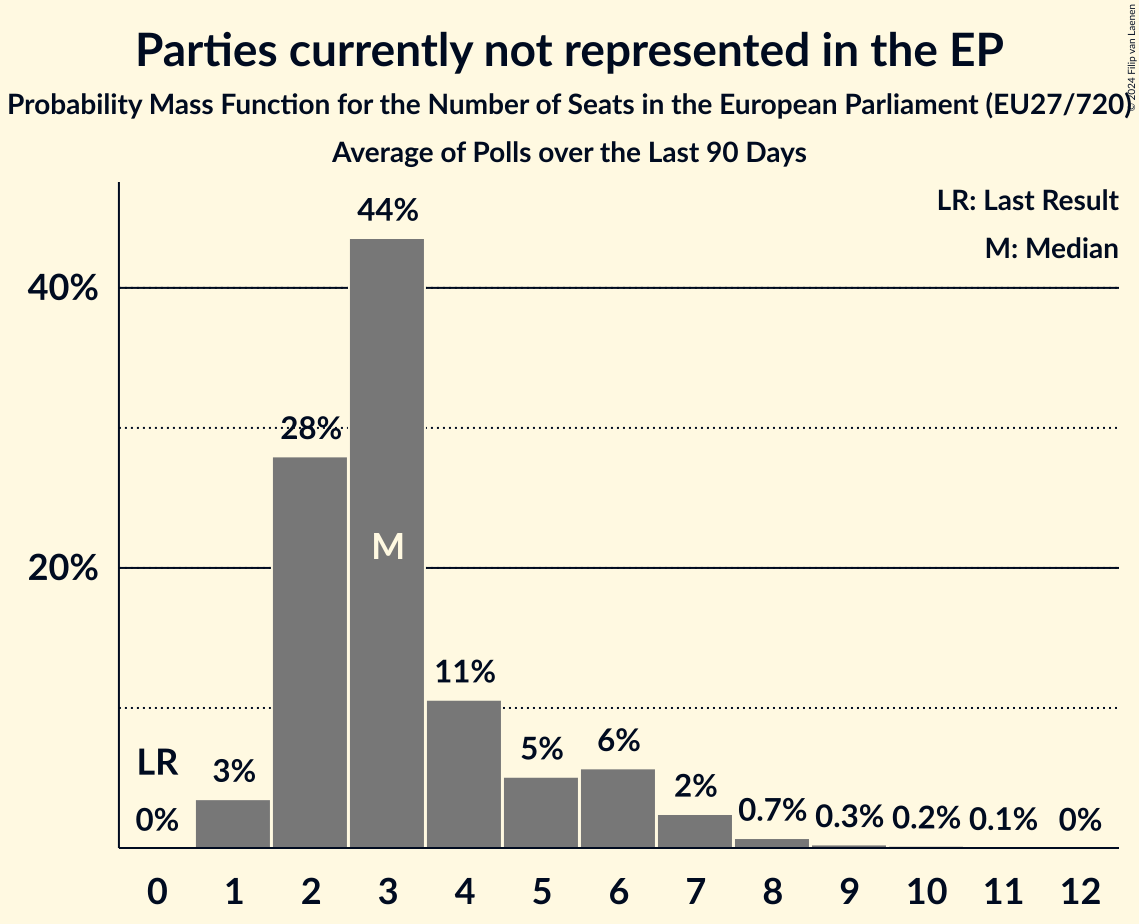 Parties currently not represented in the EP
Probability Mass Function for the Number of Seats in the European Parliament (EU27/720)
Average of Polls over the Last 90 Days
© 2024 Filip van Laenen
LR: Last Result
M: Median
44%
40%
28%
M
20%
11%
LR
0%
3%
5%
6%
2%
0.7%
0.3%
0.2%
0.1%
0%
0 1 2 3 4 5 6 7 8 9 10 11 12